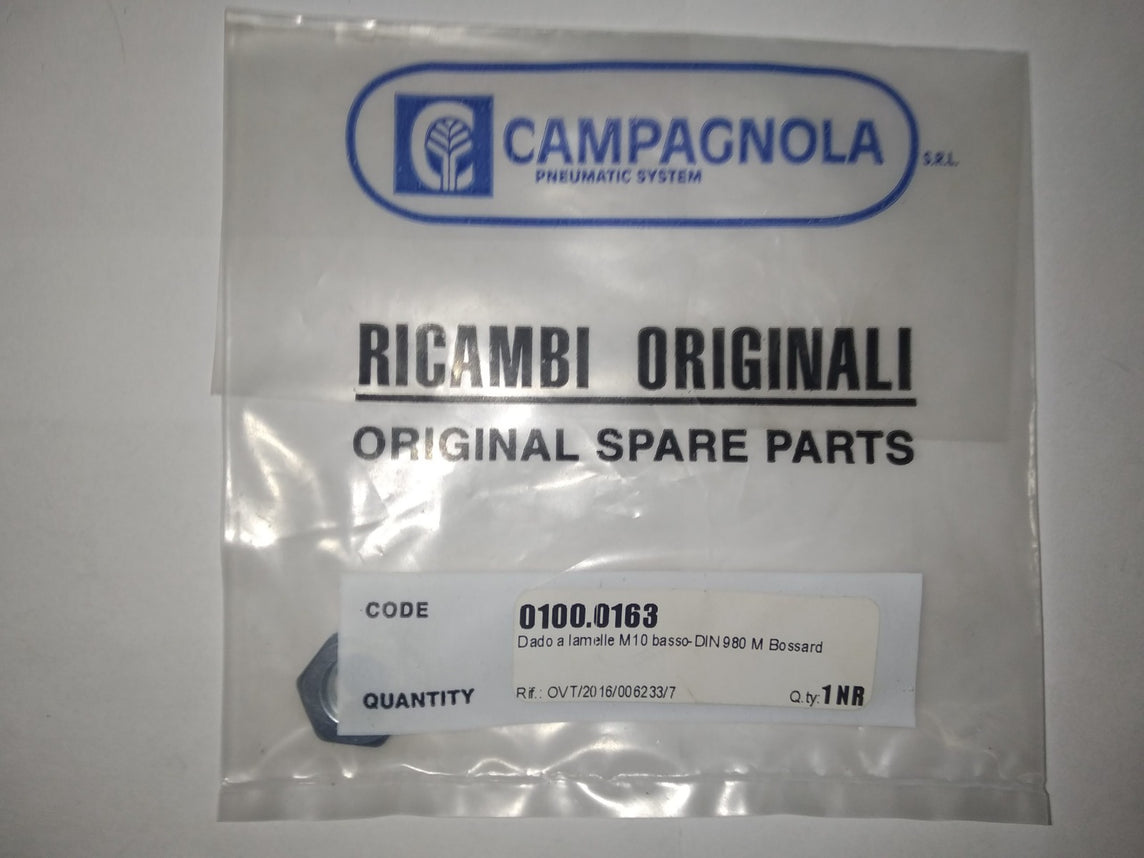 CAMPAGNOLA
PNEUMATIC SYSTEM
S.R.L.
RICAMBI ORIGINALI
ORIGINAL SPARE PARTS
CODE
0100.0163
Dado a lamelle M10 basso-DIN 980 M Bossard
QUANTITY
Rif.: OVT/2016/006233/7
Q.ty: 1 NR